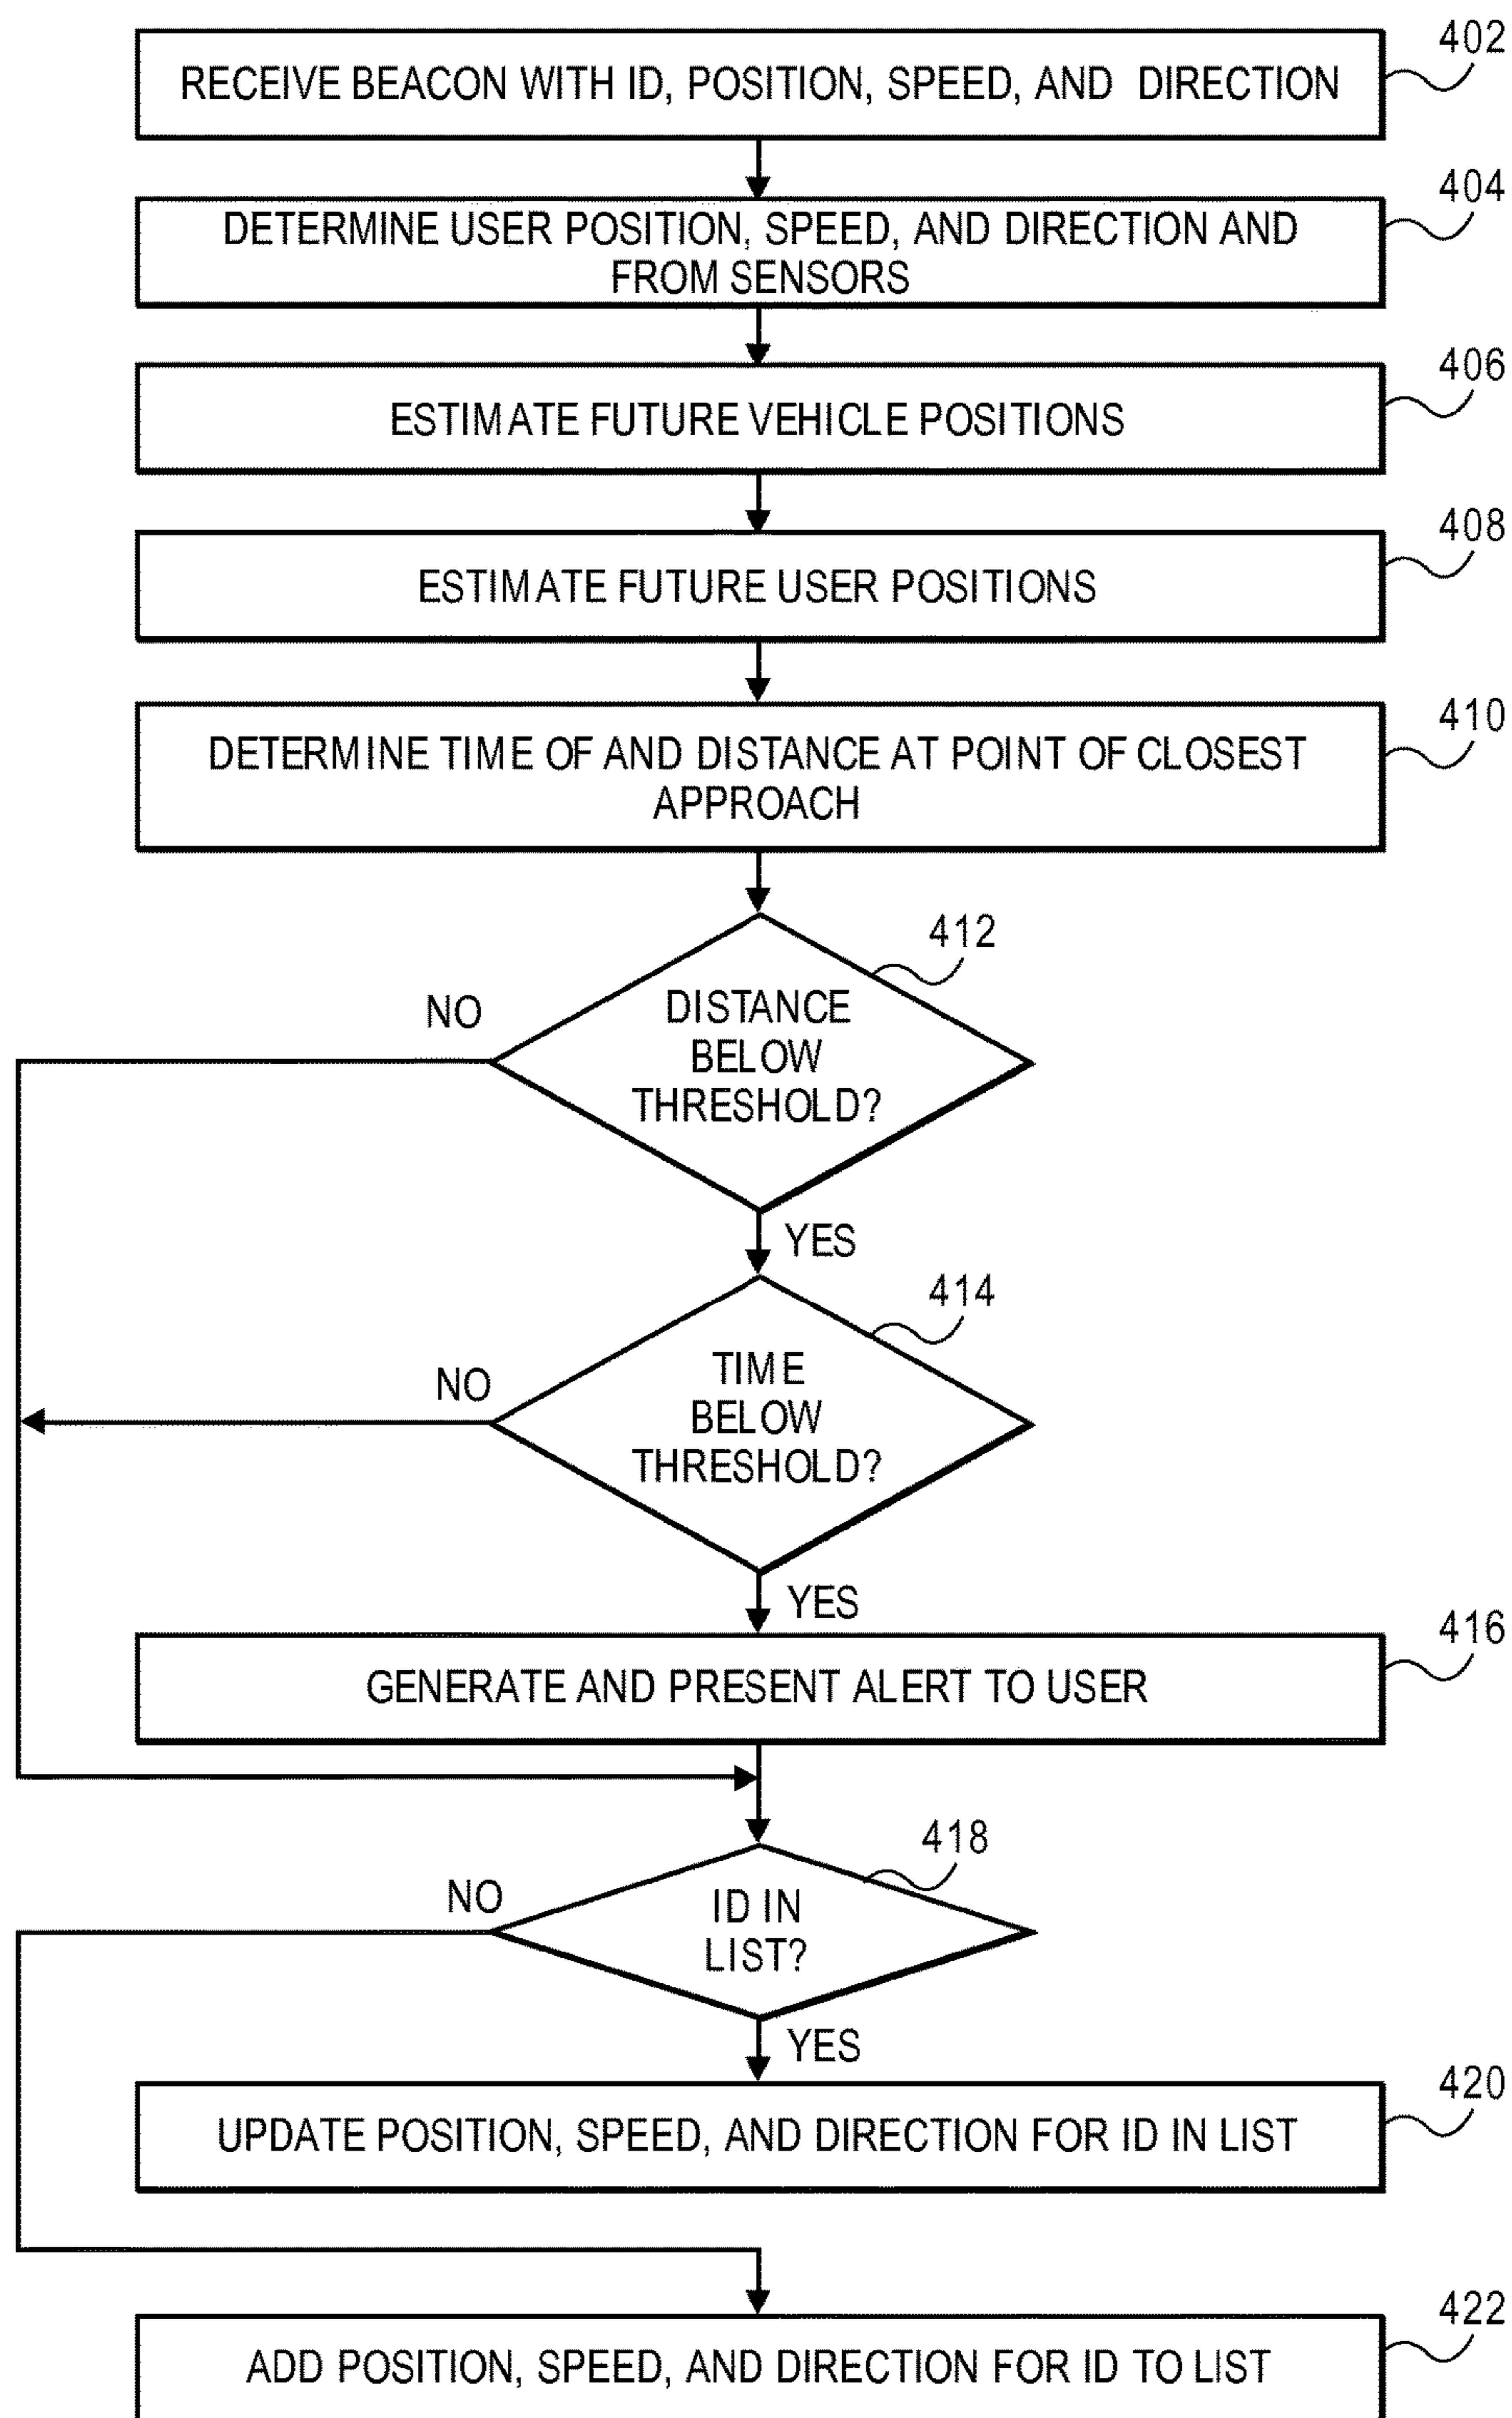 402
RECEIVE BEACON WITH ID, POSITION, SPEED, AND DIRECTION
404
DETERMINE USER POSITION, SPEED, AND DIRECTION AND
FROM SENSORS
406
ESTIMATE FUTURE VEHICLE POSITIONS
408
ESTIMATE FUTURE USER POSITIONS
410
DETERMINE TIME OF AND DISTANCE AT POINT OF CLOSEST
APPROACH
412
NO
DISTANCE
BELOW
THRESHOLD?
YES
414
NO
TIME
BELOW
THRESHOLD?
YES
416
GENERATE AND PRESENT ALERT TO USER
418
NO
ID IN
LIST?
YES
420
UPDATE POSITION, SPEED, AND DIRECTION FOR ID IN LIST
422
ADD POSITION, SPEED, AND DIRECTION FOR ID TO LIST